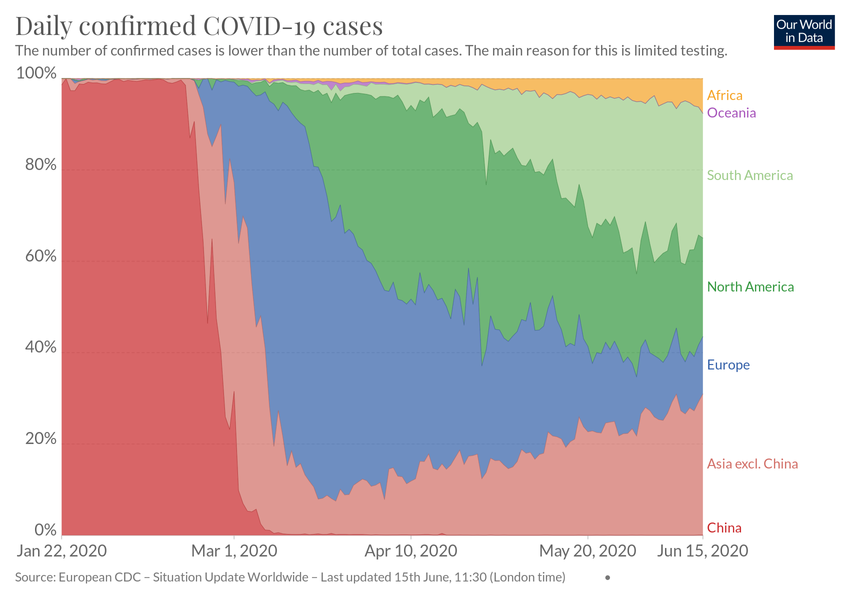 Daily confirmed COVID-19 cases
The number of confirmed cases is lower than the number of total cases. The main reason for this is limited testing.
Our World
in Data
100%
80%
60%
40%
20%
0%
Africa
Oceania
South America
North America
Europe
Asia excl. China
China
Jan 22, 2020
Mar 1, 2020
Apr 10, 2020
May 20, 2020
Jun 15, 2020
Source: European CDC – Situation Update Worldwide – Last updated 15th June, 11:30 (London time)